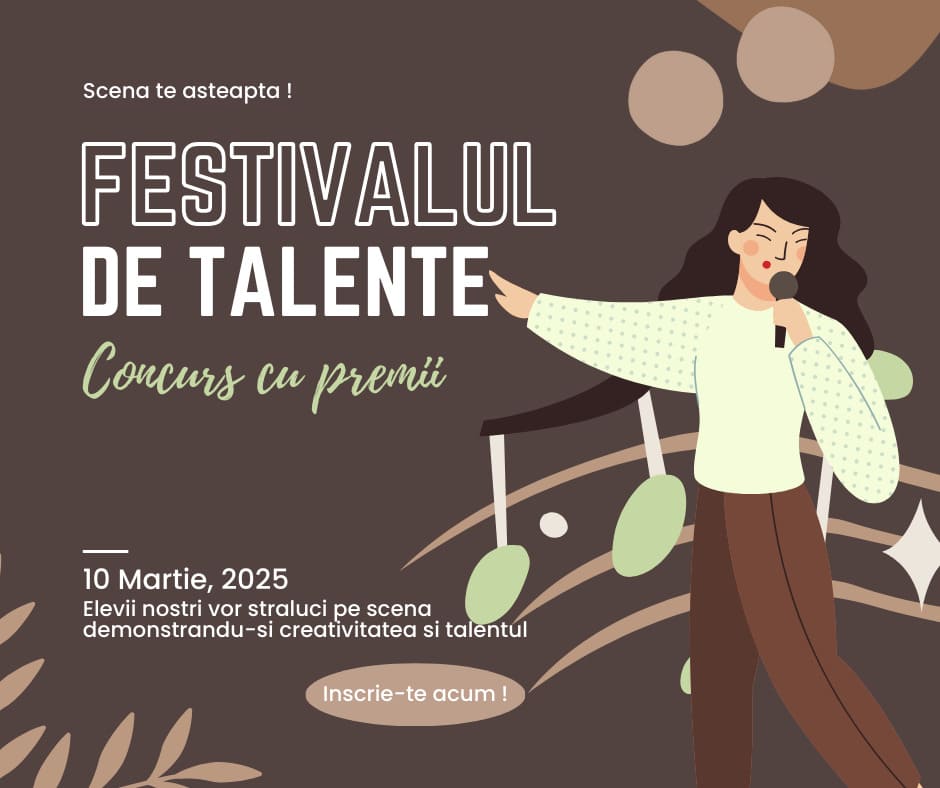 Scena te asteapta !
FESTIVALUL
DE TALENTE
Concurs cu premii
10 Martie, 2025
Elevii nostri vor straluci pe scena
demonstrandu-si creativitatea si talentul
Inscrie-te acum !